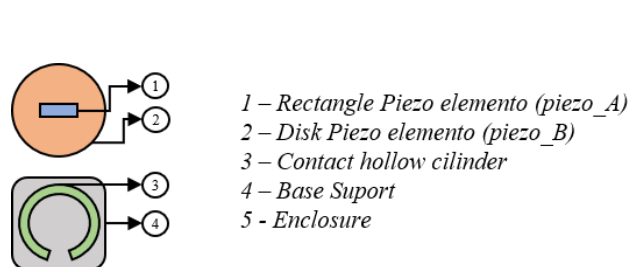 1
2
3
4
1 – Rectangle Piezo elemento (piezo_A)
2 – Disk Piezo elemento (piezo_B)
3 – Contact hollow cilinder
4 – Base Suport
5 - Enclosure